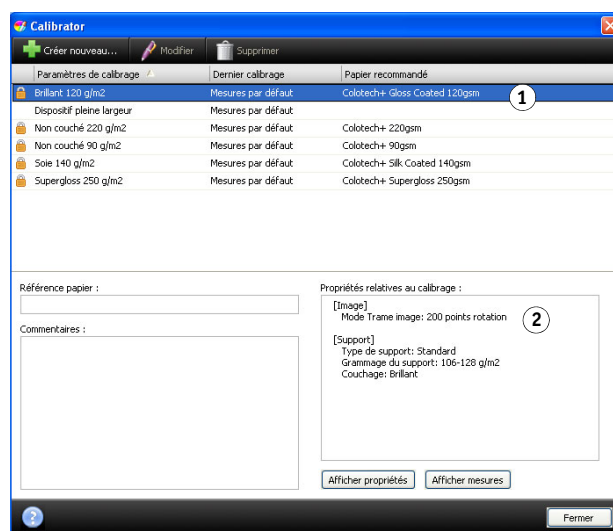 Calibrator
Créer nouveau... Modifier Supprimer
Paramètres de calibrage Dernier calibrage Papier recommandé
Brillant 120 g/m2 Mesures par défaut Colotech+ Gloss Coated 120gsm 1
Dispositif pleine largeur Mesures par défaut
Non couché 220 g/m2 Mesures par défaut Colotech+ 220gsm
Non couché 90 g/m2 Mesures par défaut Colotech+ 90gsm
Soie 140 g/m2 Mesures par défaut Colotech+ Silk Coated 140gsm
Supergloss 250 g/m2 Mesures par défaut Colotech+ Supergloss 250gsm
Référence papier :
Commentaires :
Propriétés relatives au calibrage :
[Image]
Mode Trame image: 200 points rotation
2
[Support]
Type de support: Standard
Grammage du support: 106-128 g/m2
Couchage: Brillant
Afficher propriétés Afficher mesures
? Fermer